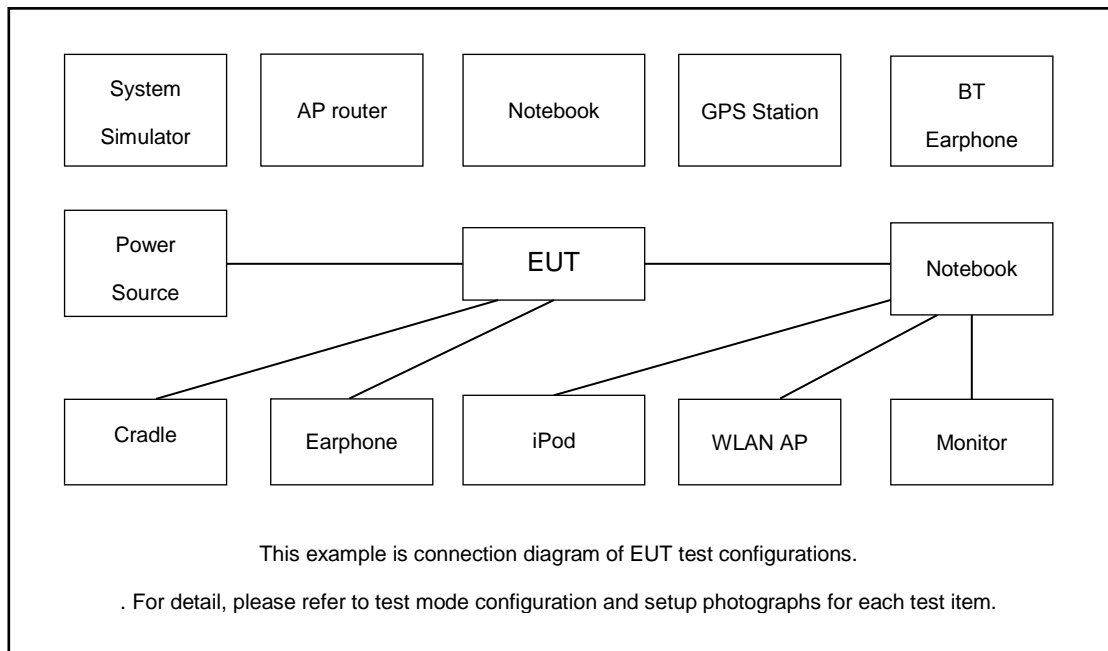 System
Simulator
AP router
Notebook
GPS Station
BT
Earphone
Power
Source
EUT
Notebook
Cradle
Earphone
iPod
WLAN AP
Monitor
This example is connection diagram of EUT test configurations.
. For detail, please refer to test mode configuration and setup photographs for each test item.